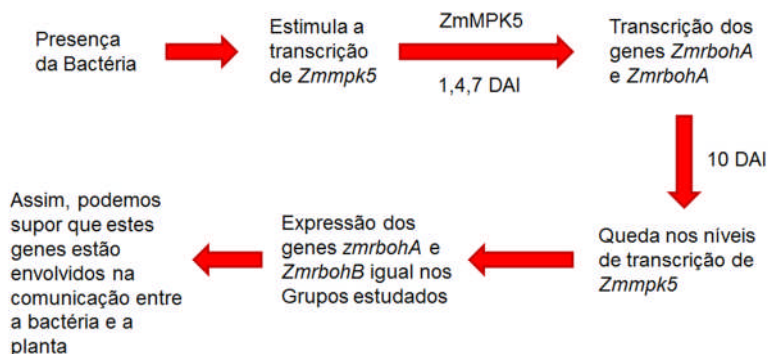 Presença
da Bactéria
Estimula a
transcrição
de Zmmpk5
ZmMPK5
1,4,7 DAI
Transcrição dos
genes ZmrbohA
e ZmrbohA
10 DAI
Queda nos níveis
de transcrição de
Zmmpk5
Expressão dos
genes zmrbohA e
ZmrbohB igual nos
Grupos estudados
Assim, podemos
supor que estes
genes estão
envolvidos na
comunicação entre
a bactéria e a
planta